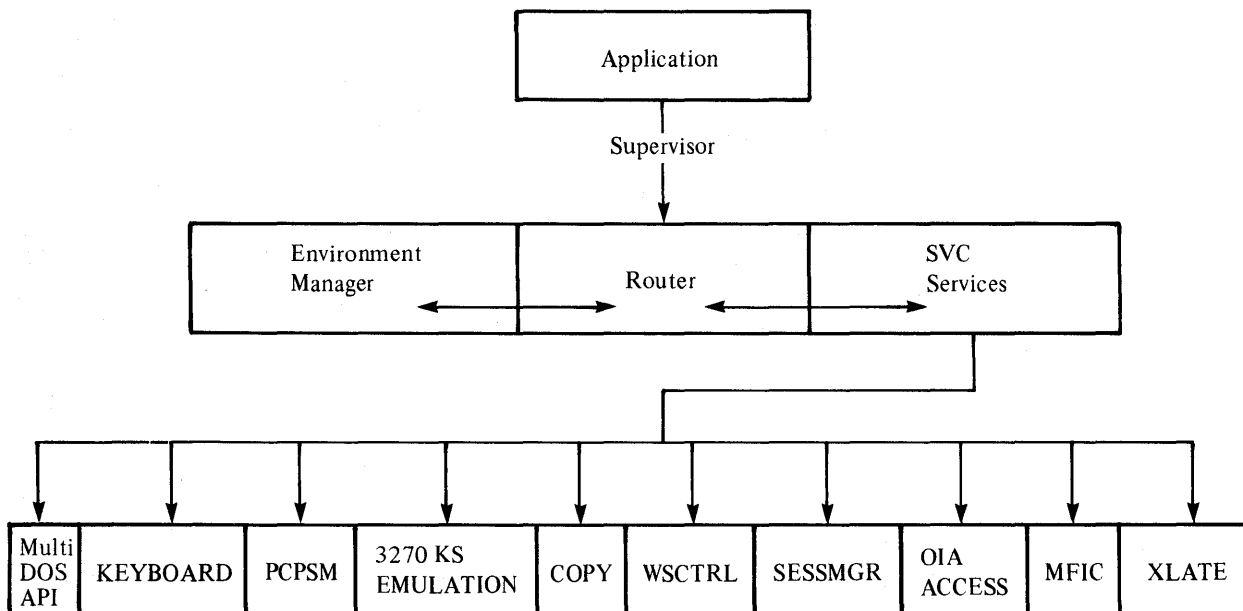 Application
Supervisor
Environment
Manager
Router
SVC
Services
Multi
DOS
API
KEYBOARD
PCPSM
3270 KS
EMULATION
COPY
WSCTRL
SESSMGR
OIA
ACCESS
MFIC
XLATE